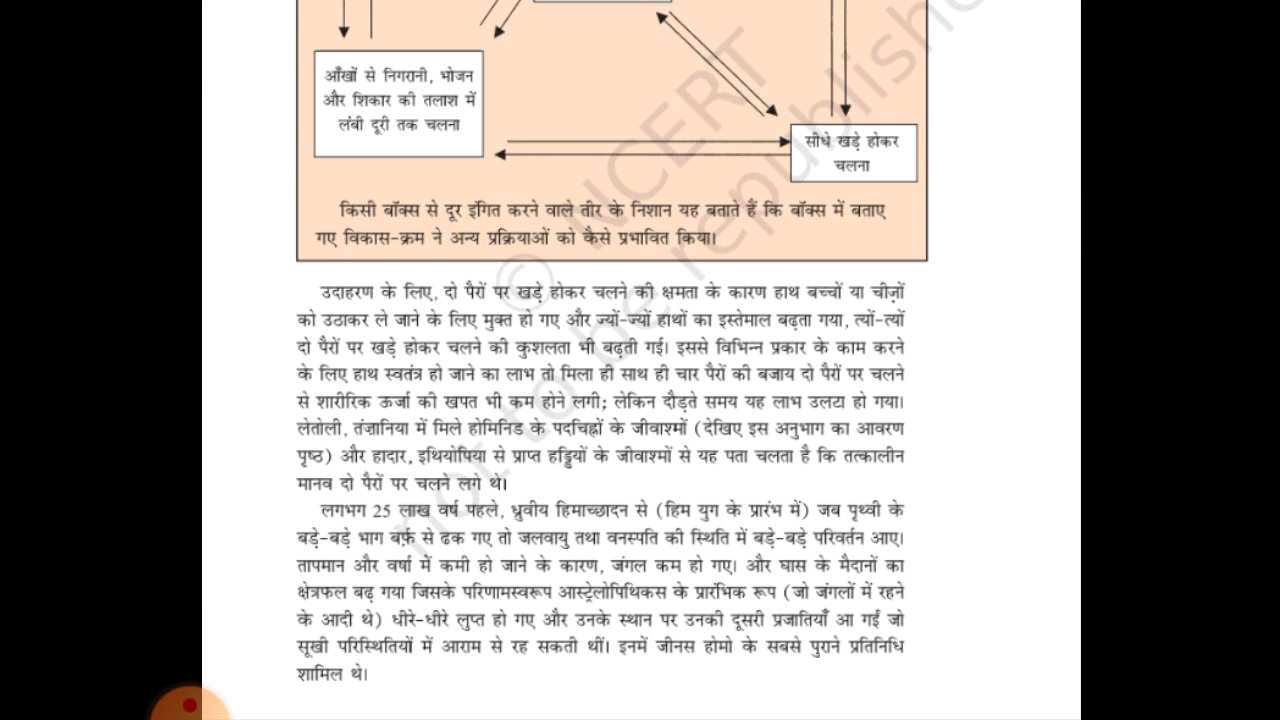 आँखों से निगरानी, भोजन
और शिकार की तलाश में
लंबी दूरी तक चलना
सीधे खड़े होकर
चलना
किसी बॉक्स से दूर इंगित करने वाले तीर के निशान यह बताते हैं कि बॉक्स में बताए
गए विकास-क्रम ने अन्य प्रक्रियाओं को कैसे प्रभावित किया।
उदाहरण के लिए, दो पैरों पर खड़े होकर चलने की क्षमता के कारण हाथ बच्चों या चीज़ों
को उठाकर ले जाने के लिए मुक्त हो गए और ज्यों-ज्यों हाथों का इस्तेमाल बढ़ता गया, त्यों-त्यों
दो पैरों पर खड़े होकर चलने की कुशलता भी बढ़ती गई। इससे विभिन्न प्रकार के काम करने
के लिए हाथ स्वतंत्र हो जाने का लाभ तो मिला ही साथ ही चार पैरों की बजाय दो पैरों पर चलने
से शारीरिक ऊर्जा की खपत भी कम होने लगी; लेकिन दौड़ते समय यह लाभ उलटा हो गया।
लेतोली, तंज़ानिया में मिले होमिनिड के पदचिह्नों के जीवाश्मों (देखिए इस अनुभाग का आवरण
पृष्ठ) और हादार, इथियोपिया से प्राप्त हड्डियों के जीवाश्मों से यह पता चलता है कि तत्कालीन
मानव दो पैरों पर चलने लगे थे।
लगभग 25 लाख वर्ष पहले, ध्रुवीय हिमाच्छादन से (हिम युग के प्रारंभ में) जब पृथ्वी के
बड़े-बड़े भाग बर्फ़ से ढक गए तो जलवायु तथा वनस्पति की स्थिति में बड़े-बड़े परिवर्तन आए।
तापमान और वर्षा में कमी हो जाने के कारण, जंगल कम हो गए। और घास के मैदानों का
क्षेत्रफल बढ़ गया जिसके परिणामस्वरूप आस्ट्रेलोपिथिकस के प्रारंभिक रूप (जो जंगलों में रहने
के आदी थे) धीरे-धीरे लुप्त हो गए और उनके स्थान पर उनकी दूसरी प्रजातियाँ आ गईं जो
सूखी परिस्थितियों में आराम से रह सकती थीं। इनमें जीनस होमो के सबसे पुराने प्रतिनिधि
शामिल थे।
© NCERT
not to be republished